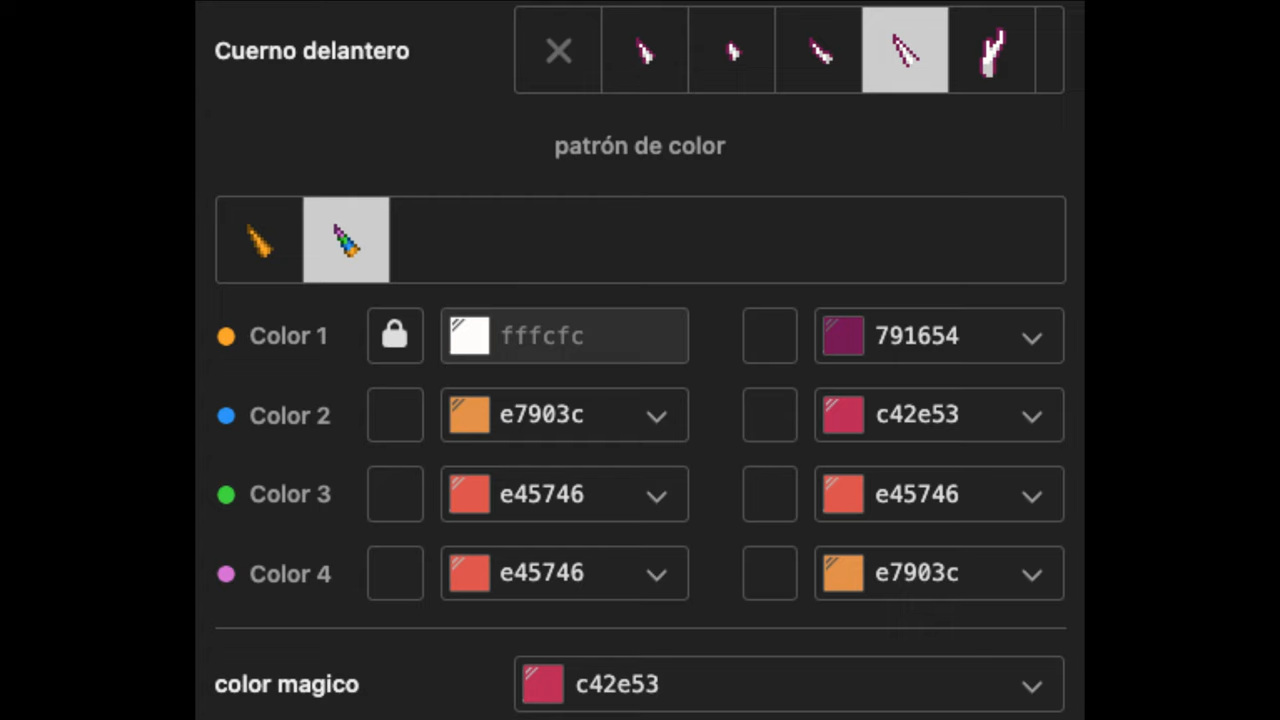 Cuerno delantero
patrón de color
Color 1 fffcfc 791654
Color 2 e7903c c42e53
Color 3 e45746 e45746
Color 4 e45746 e7903c
color magico c42e53